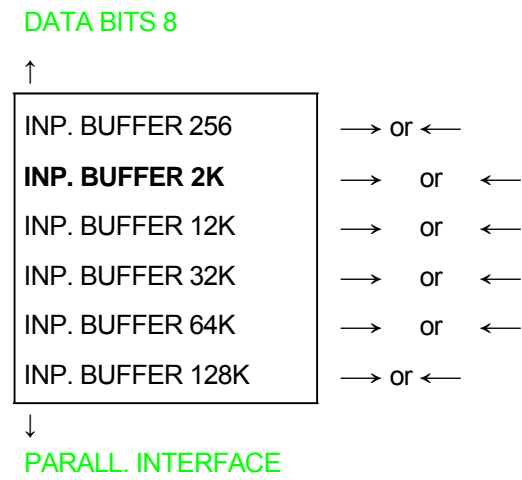 DATA BITS 8
↑
INP. BUFFER 256 → or ←
INP. BUFFER 2K → or ←
INP. BUFFER 12K → or ←
INP. BUFFER 32K → or ←
INP. BUFFER 64K → or ←
INP. BUFFER 128K → or ←
↓
PARALL. INTERFACE